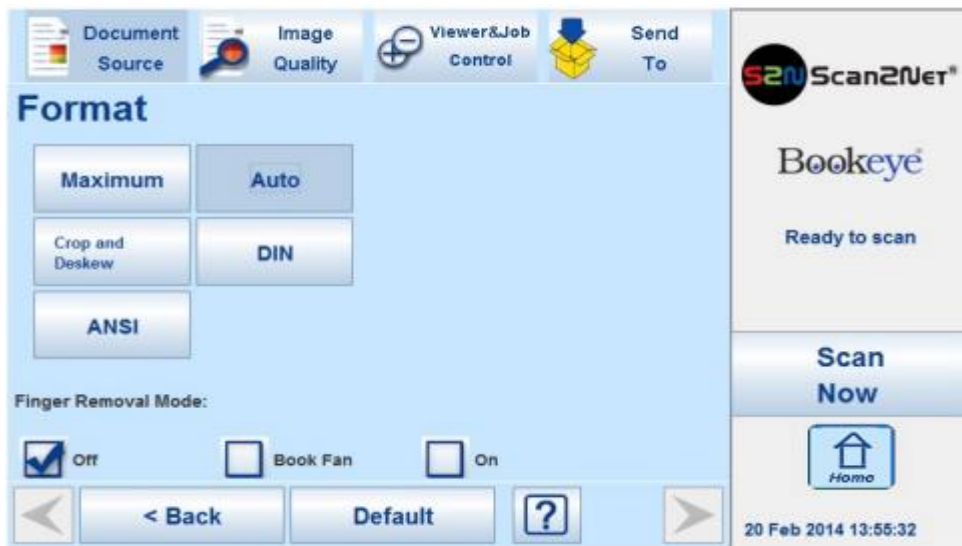 Document
Source
Image
Quality
Viewer&Job
Control
Send
To
Format
Maximum
Auto
Crop and
Deskew
DIN
ANSI
Finger Removal Mode:
Off
Book Fan
On
< Back
Default
?
S2N Scan2Net®
Bookeye®
Ready to scan
Scan
Now
Home
20 Feb 2014 13:55:32